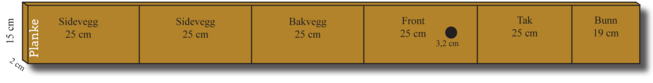 15 cm
2 cm
Planke
Sidevegg
25 cm
Sidevegg
25 cm
Bakvegg
25 cm
Front
25 cm
3,2 cm
Tak
25 cm
Bunn
19 cm